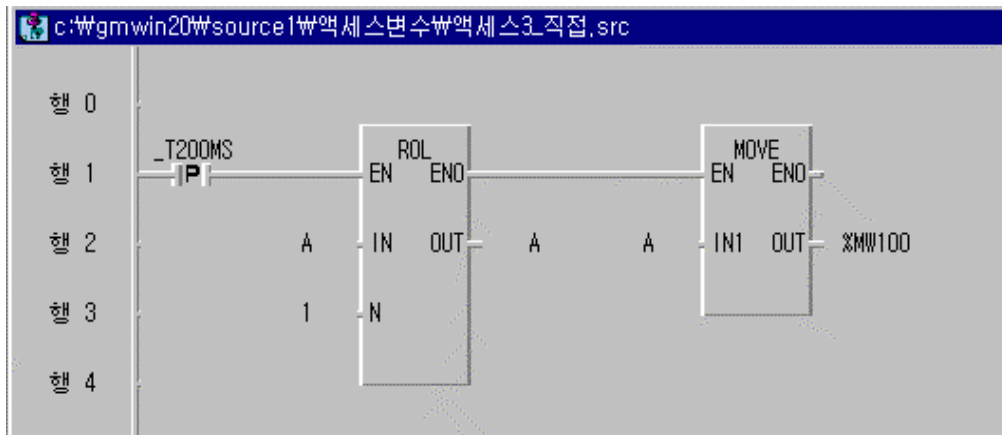 c:₩gmwin20₩source1₩액세스변수₩액세스3_직접.src
행 0
_T200MS ROL MOVE
행 1 P EN ENO EN ENO
행 2 A IN OUT A A IN1 OUT %MW100
행 3 1 N
행 4